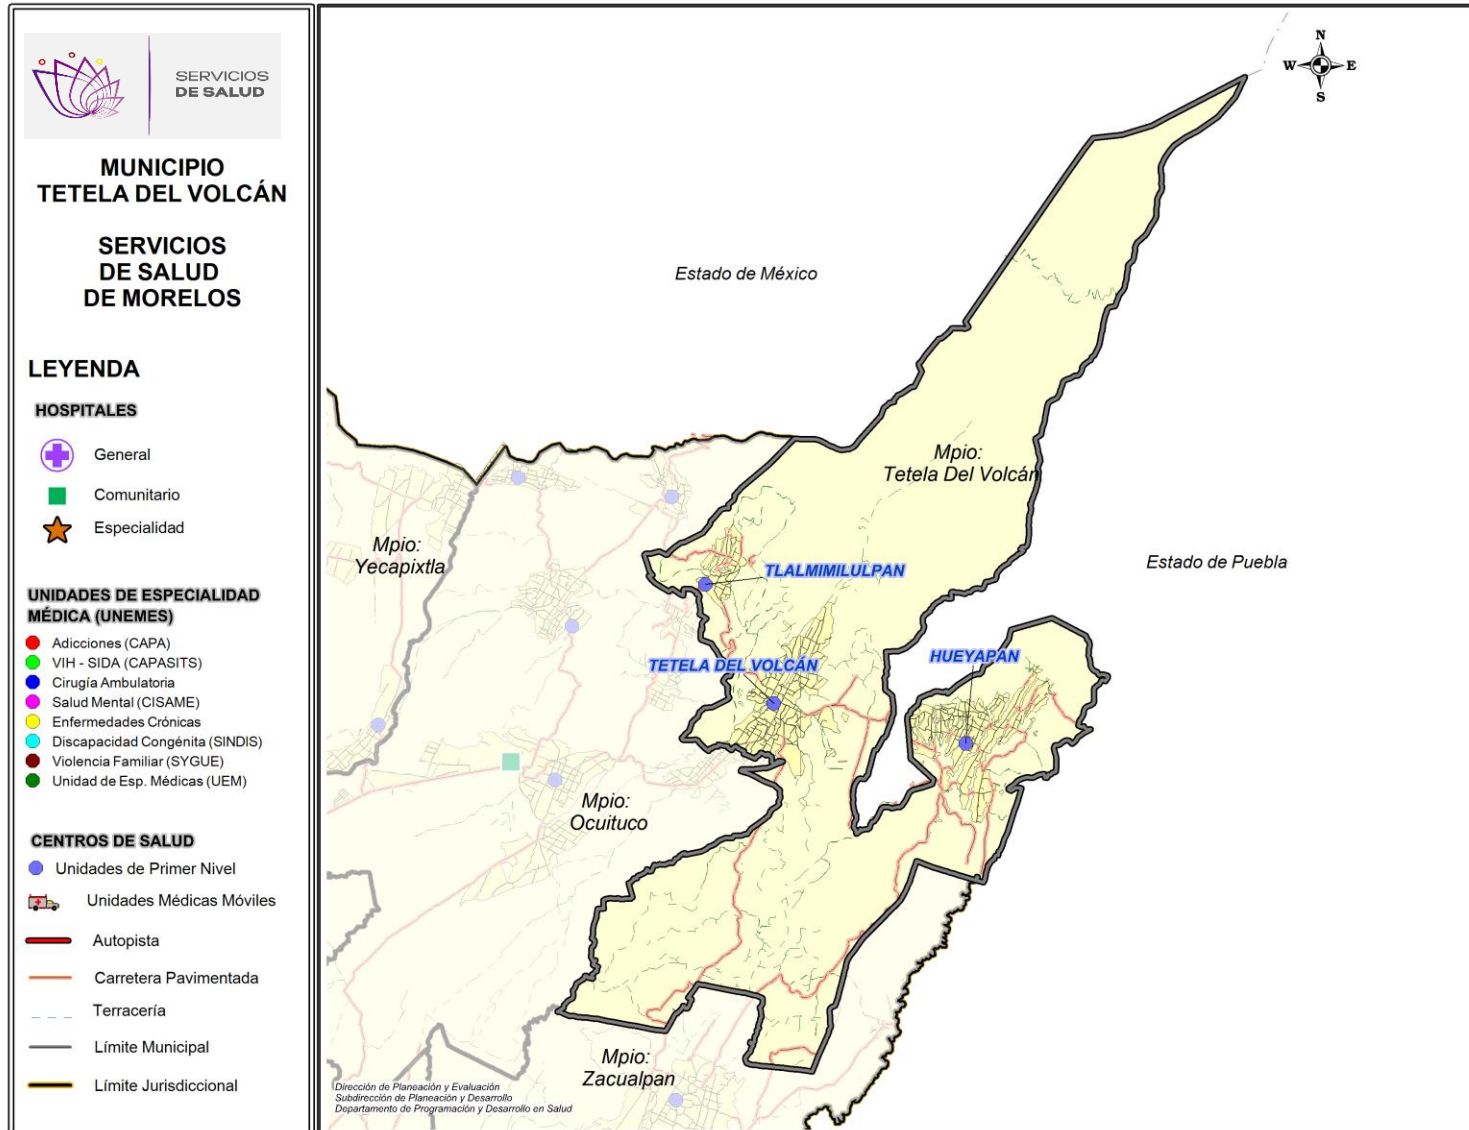 SERVICIOS
DE SALUD
MUNICIPIO
TETELA DEL VOLCÁN
SERVICIOS
DE SALUD
DE MORELOS
LEYENDA
HOSPITALES
General
Comunitario
Especialidad
UNIDADES DE ESPECIALIDAD
MÉDICA (UNEMES)
Adicciones (CAPA)
VIH - SIDA (CAPASITS)
Cirugía Ambulatoria
Salud Mental (CISAME)
Enfermedades Crónicas
Discapacidad Congénita (SINDIS)
Violencia Familiar (SYGUE)
Unidad de Esp. Médicas (UEM)
CENTROS DE SALUD
Unidades de Primer Nivel
Unidades Médicas Móviles
Autopista
Carretera Pavimentada
Terracería
Límite Municipal
Límite Jurisdiccional
N
W E
S
Estado de México
Mpio:
Tetela Del Volcán
Mpio:
Yecapixtla
Estado de Puebla
TLALMIMILULPAN
HUEYAPAN
TETELA DEL VOLCÁN
Mpio:
Ocuituco
Mpio:
Zacualpan
Dirección de Planeación y Evaluación
Subdirección de Planeación y Desarrollo
Departamento de Programación y Desarrollo en Salud